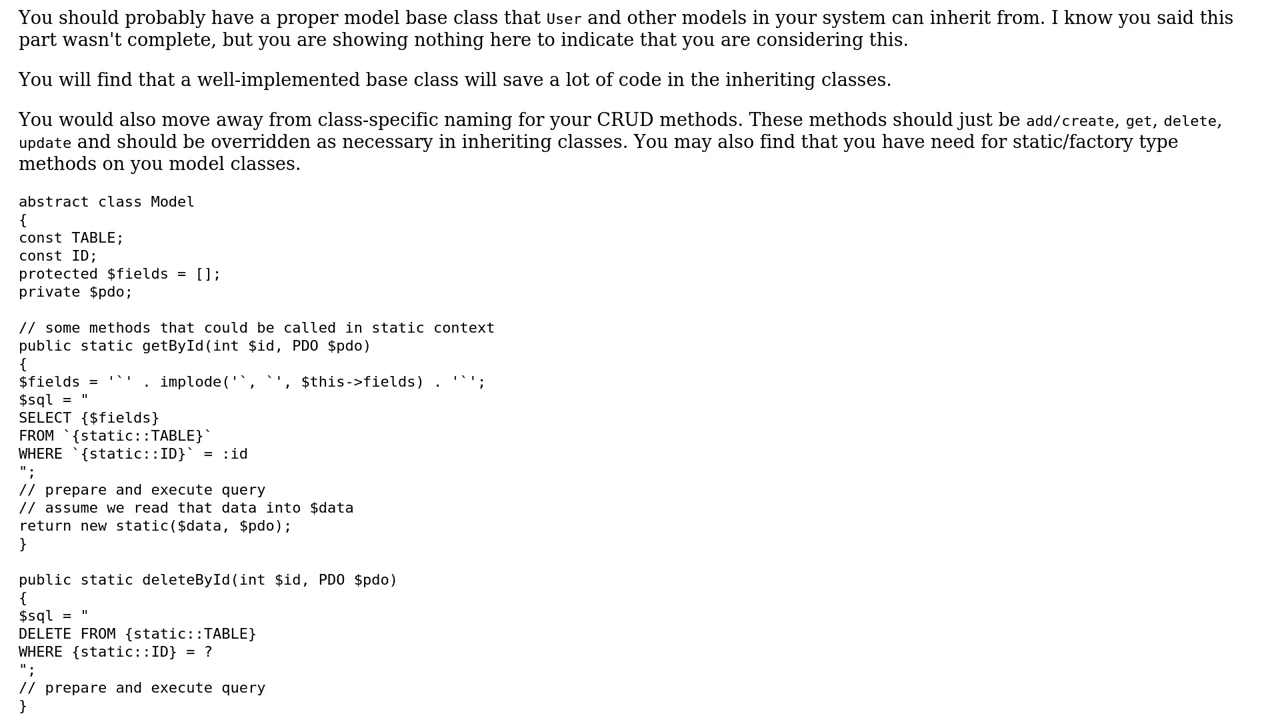 You should probably have a proper model base class that User and other models in your system can inherit from. I know you said this
part wasn't complete, but you are showing nothing here to indicate that you are considering this.
You will find that a well-implemented base class will save a lot of code in the inheriting classes.
You would also move away from class-specific naming for your CRUD methods. These methods should just be add/create, get, delete,
update and should be overridden as necessary in inheriting classes. You may also find that you have need for static/factory type
methods on you model classes.
abstract class Model
{
const TABLE;
const ID;
protected $fields = [];
private $pdo;
// some methods that could be called in static context
public static getById(int $id, PDO $pdo)
{
$fields = '`' . implode('`, `', $this->fields) . '`';
$sql = "
SELECT {$fields}
FROM `{static::TABLE}`
WHERE `{static::ID}` = :id
";
// prepare and execute query
// assume we read that data into $data
return new static($data, $pdo);
}
public static deleteById(int $id, PDO $pdo)
{
$sql = "
DELETE FROM {static::TABLE}
WHERE {static::ID} = ?
";
// prepare and execute query
}